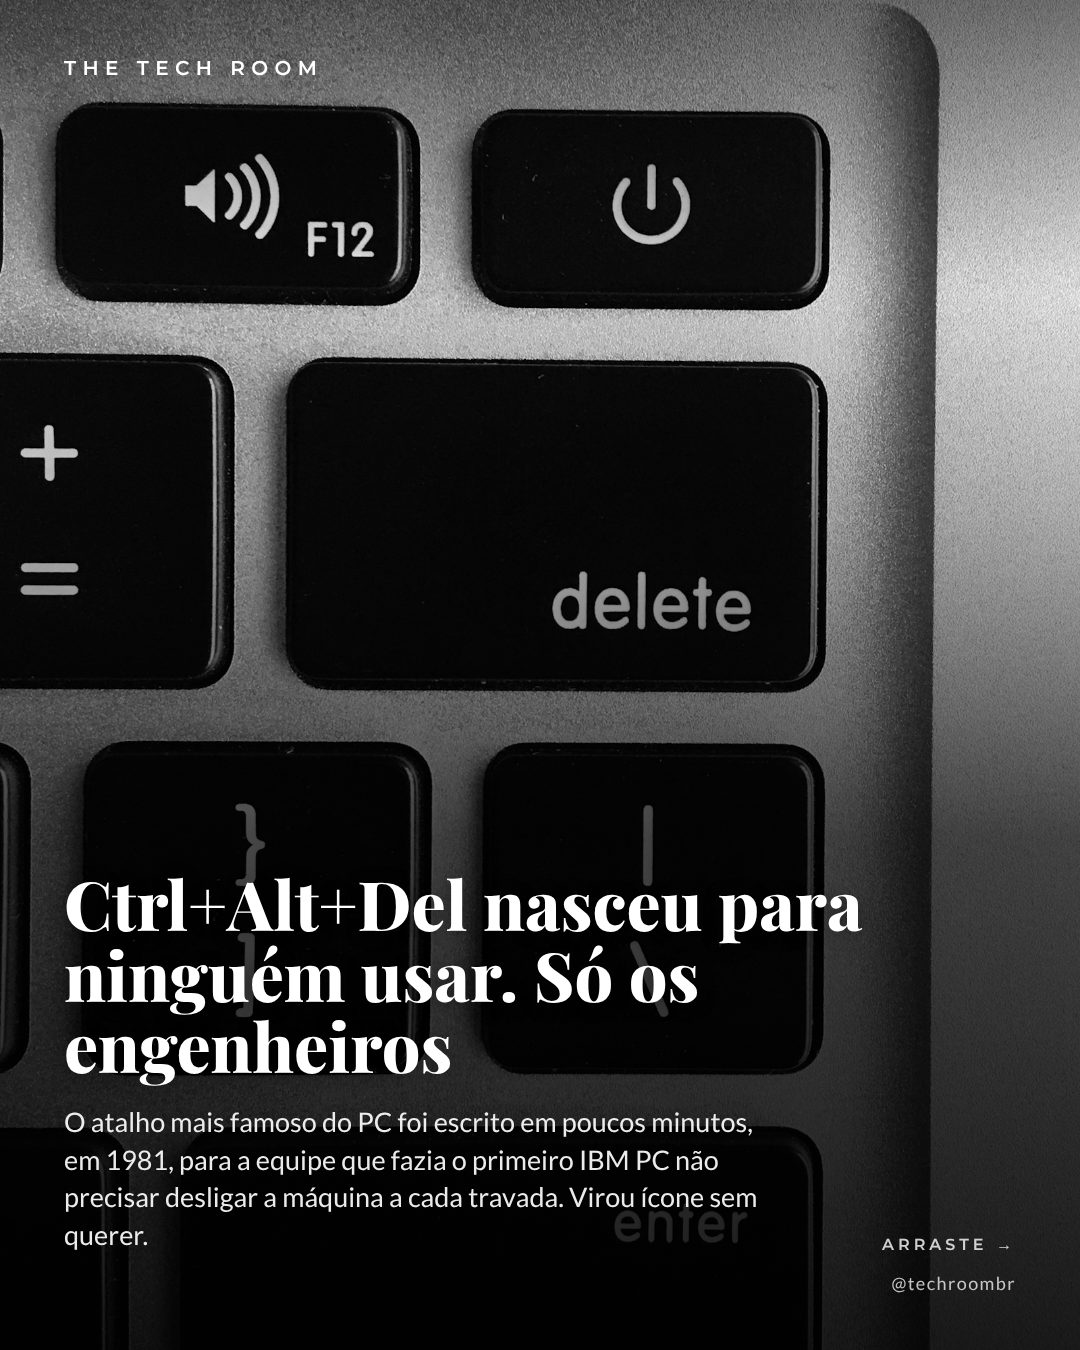 THE TECH ROOM
F12
+
=
delete
}
]
|
\
Ctrl+Alt+Del nasceu para
ninguém usar. Só os
engenheiros
O atalho mais famoso do PC foi escrito em poucos minutos,
em 1981, para a equipe que fazia o primeiro IBM PC não
precisar desligar a máquina a cada travada. Virou ícone sem
querer.
enter
ARRASTE →
@techroombr